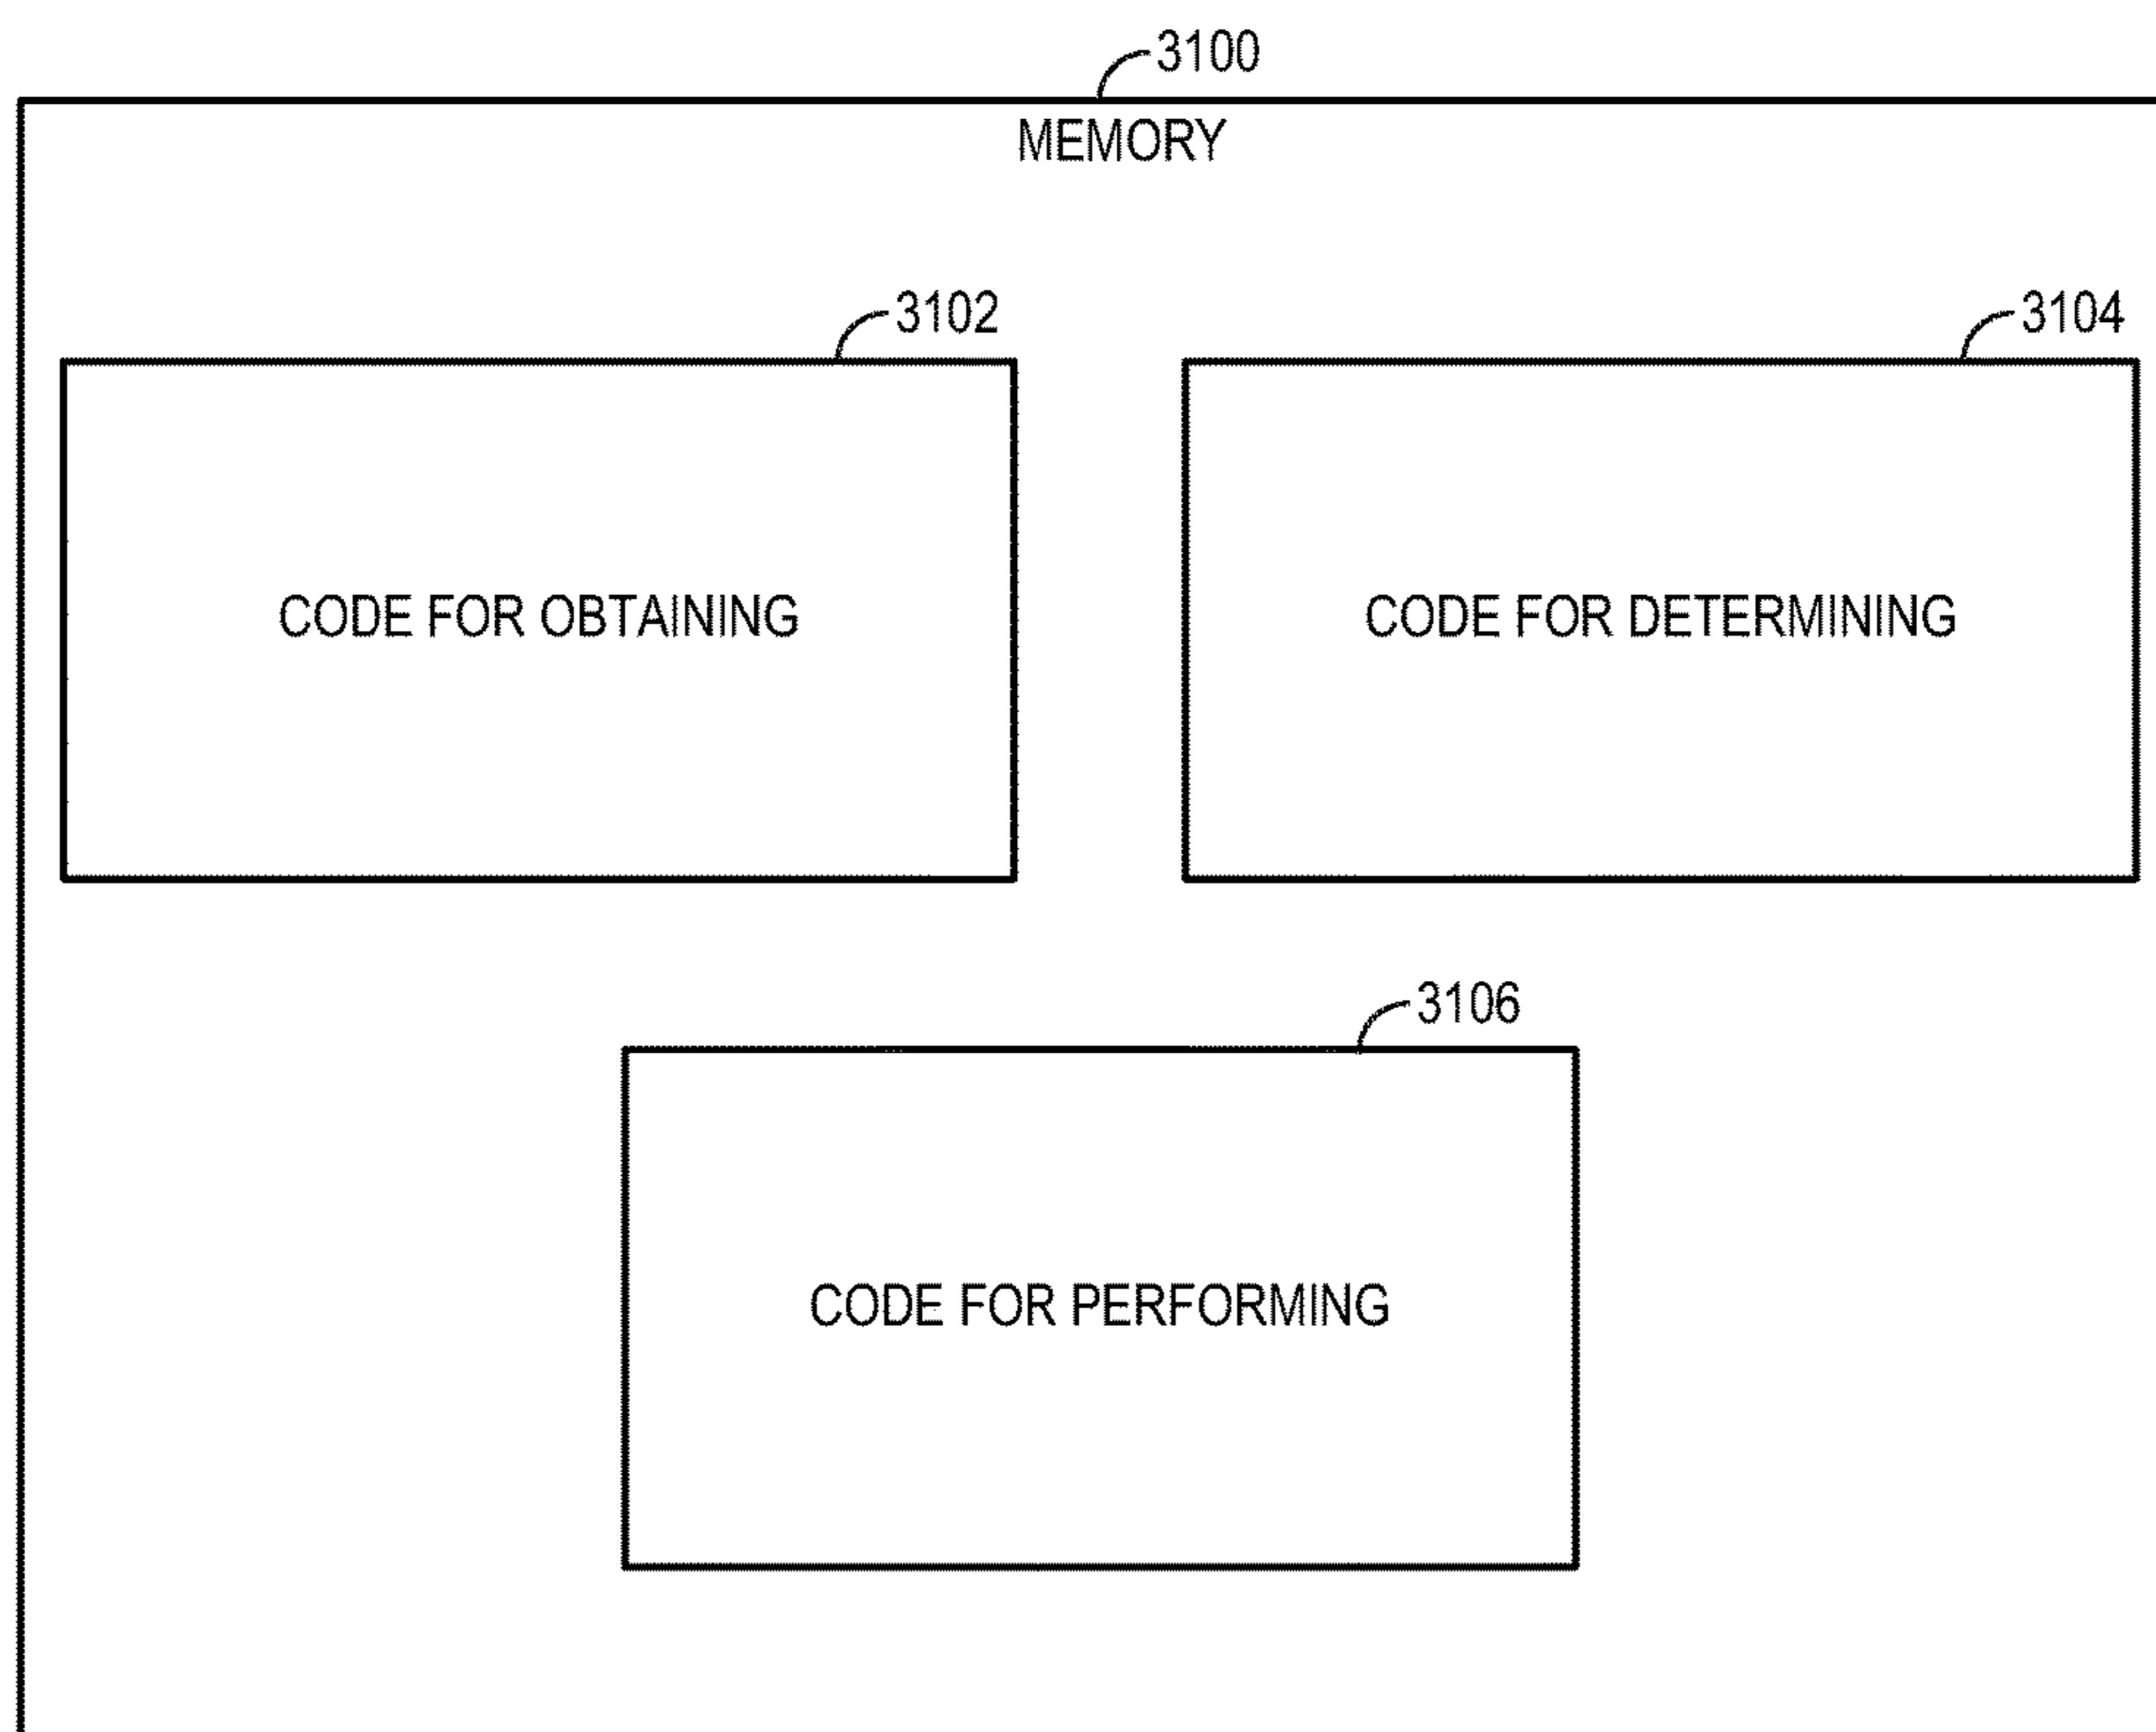 3100
MEMORY
3102
3104
CODE FOR OBTAINING
CODE FOR DETERMINING
3106
CODE FOR PERFORMING